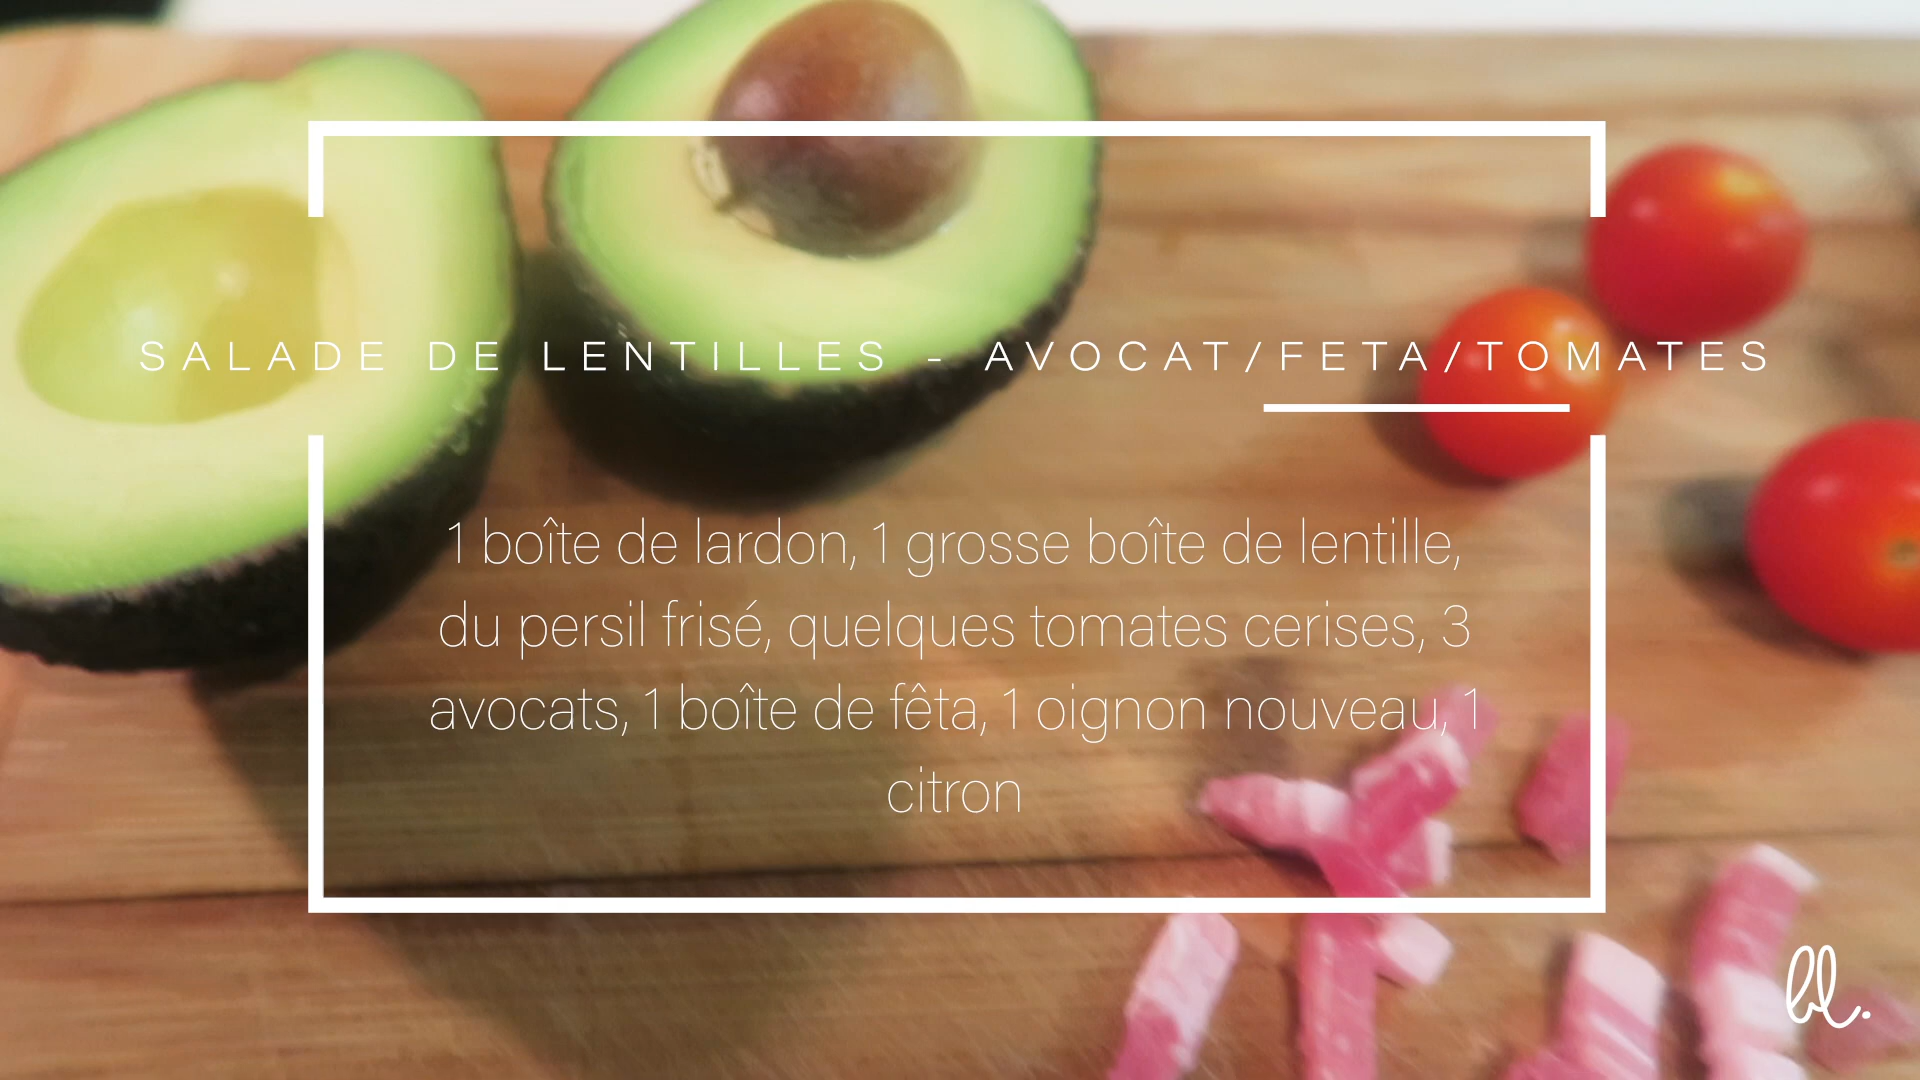 SALADE DE LENTILLES - AVOCAT/FETA/TOMATES
1 boîte de lardon, 1 grosse boîte de lentille,
du persil frisé, quelques tomates cerises, 3
avocats, 1 boîte de fêta, 1 oignon nouveau, 1
citron